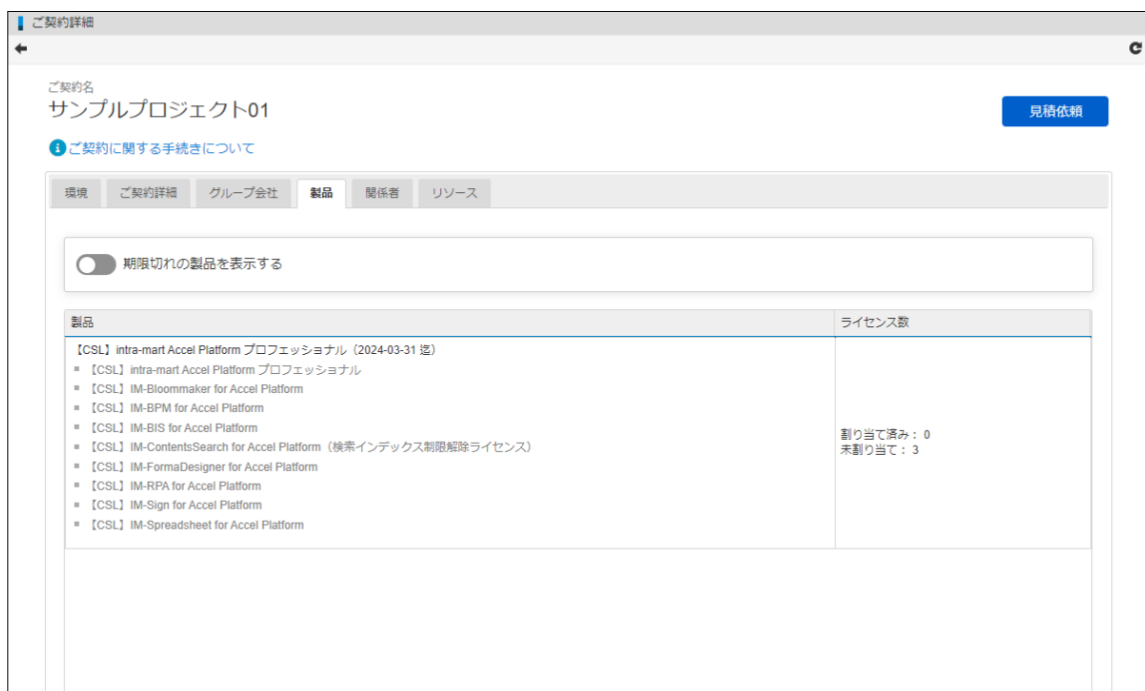 ご契約詳細
ご契約名
サンプルプロジェクト01
見積依頼
ご契約に関する手続きについて
環境 ご契約詳細 グループ会社 製品 関係者 リソース
期限切れの製品を表示する
製品 ライセンス数
【CSL】intra-mart Accel Platform プロフェッショナル（2024-03-31 迄）
【CSL】intra-mart Accel Platform プロフェッショナル
【CSL】IM-Bloommaker for Accel Platform
【CSL】IM-BPM for Accel Platform
【CSL】IM-BIS for Accel Platform
【CSL】IM-ContentsSearch for Accel Platform（検索インデックス制限解除ライセンス）
【CSL】IM-FormaDesigner for Accel Platform
【CSL】IM-RPA for Accel Platform
【CSL】IM-Sign for Accel Platform
【CSL】IM-Spreadsheet for Accel Platform
割り当て済み： 0
未割り当て： 3